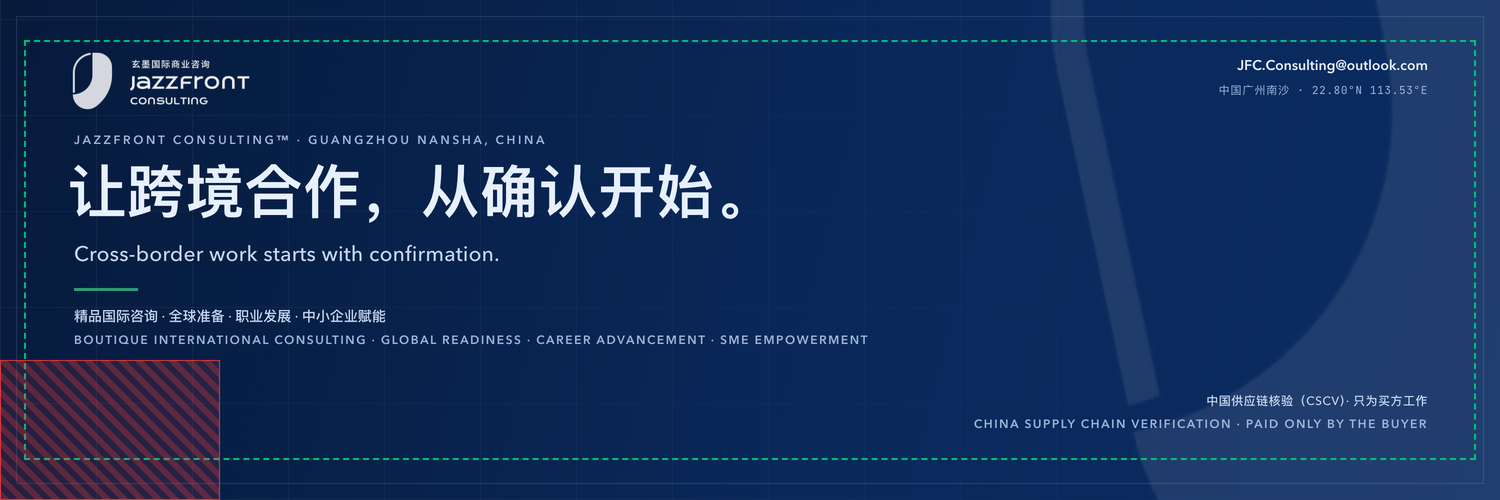 玄墨国际商业咨询
JazzFront
CONSULTING
JFC.Consulting@outlook.com
中国广州南沙 · 22.80°N 113.53°E
JAZZFRONT CONSULTING™ · GUANGZHOU NANSHA, CHINA
让跨境合作，从确认开始。
Cross-border work starts with confirmation.
精品国际咨询 · 全球准备 · 职业发展 · 中小企业赋能
BOUTIQUE INTERNATIONAL CONSULTING · GLOBAL READINESS · CAREER ADVANCEMENT · SME EMPOWERMENT
中国供应链核验（CSCV）· 只为买方工作
CHINA SUPPLY CHAIN VERIFICATION · PAID ONLY BY THE BUYER